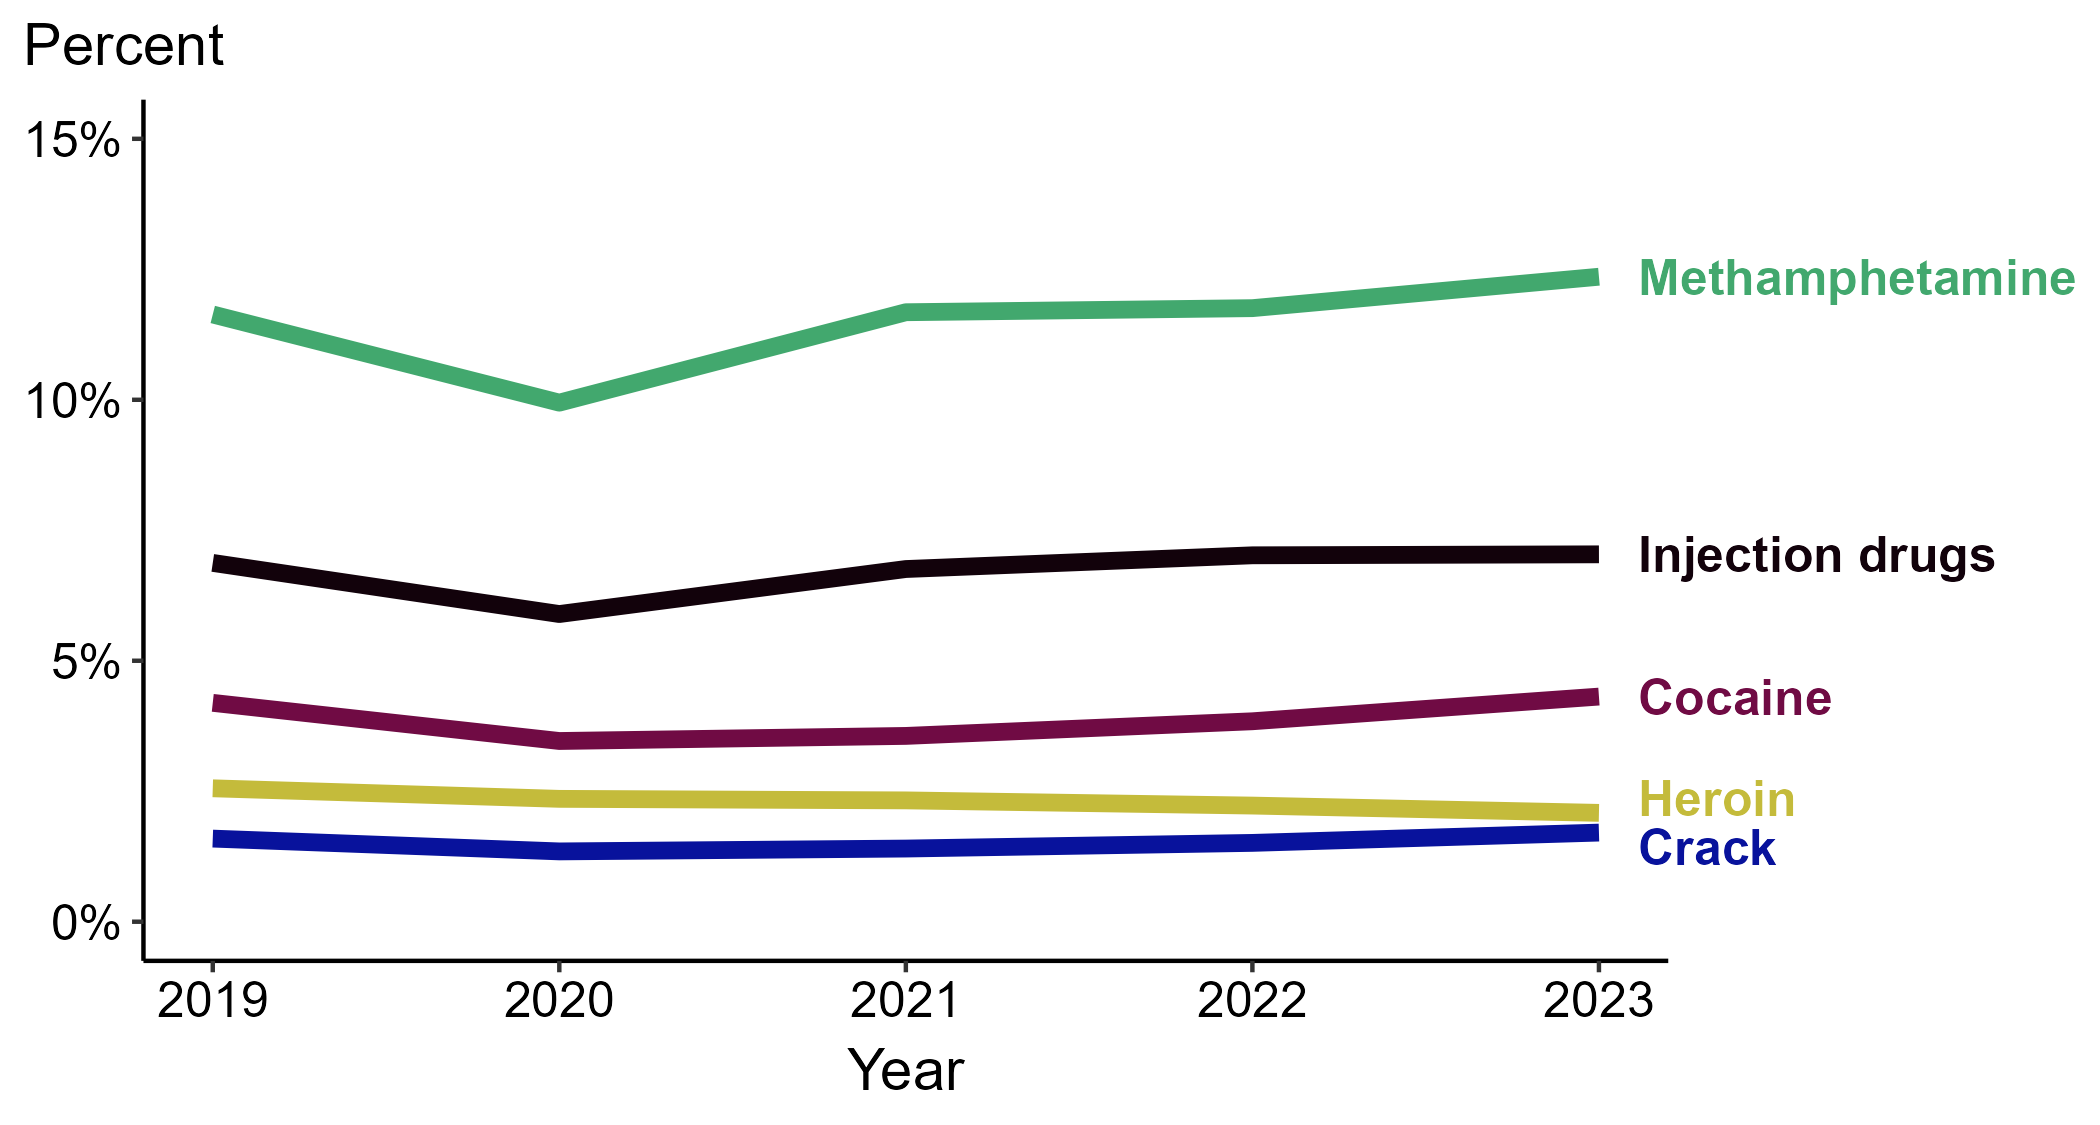 Percent
15%
10%
5%
0%
Methamphetamine
Injection drugs
Cocaine
Heroin
Crack
2019 2020 2021 2022 2023
Year